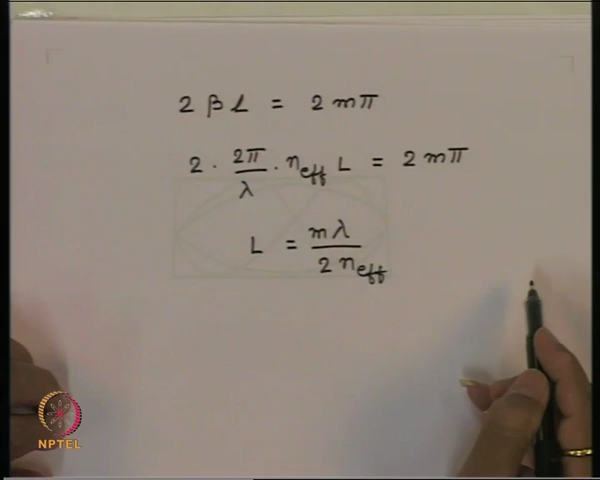 2 β L = 2 m π
2 · 2π/λ · n_eff L = 2 m π
L = mλ / 2 n_eff
NPTEL